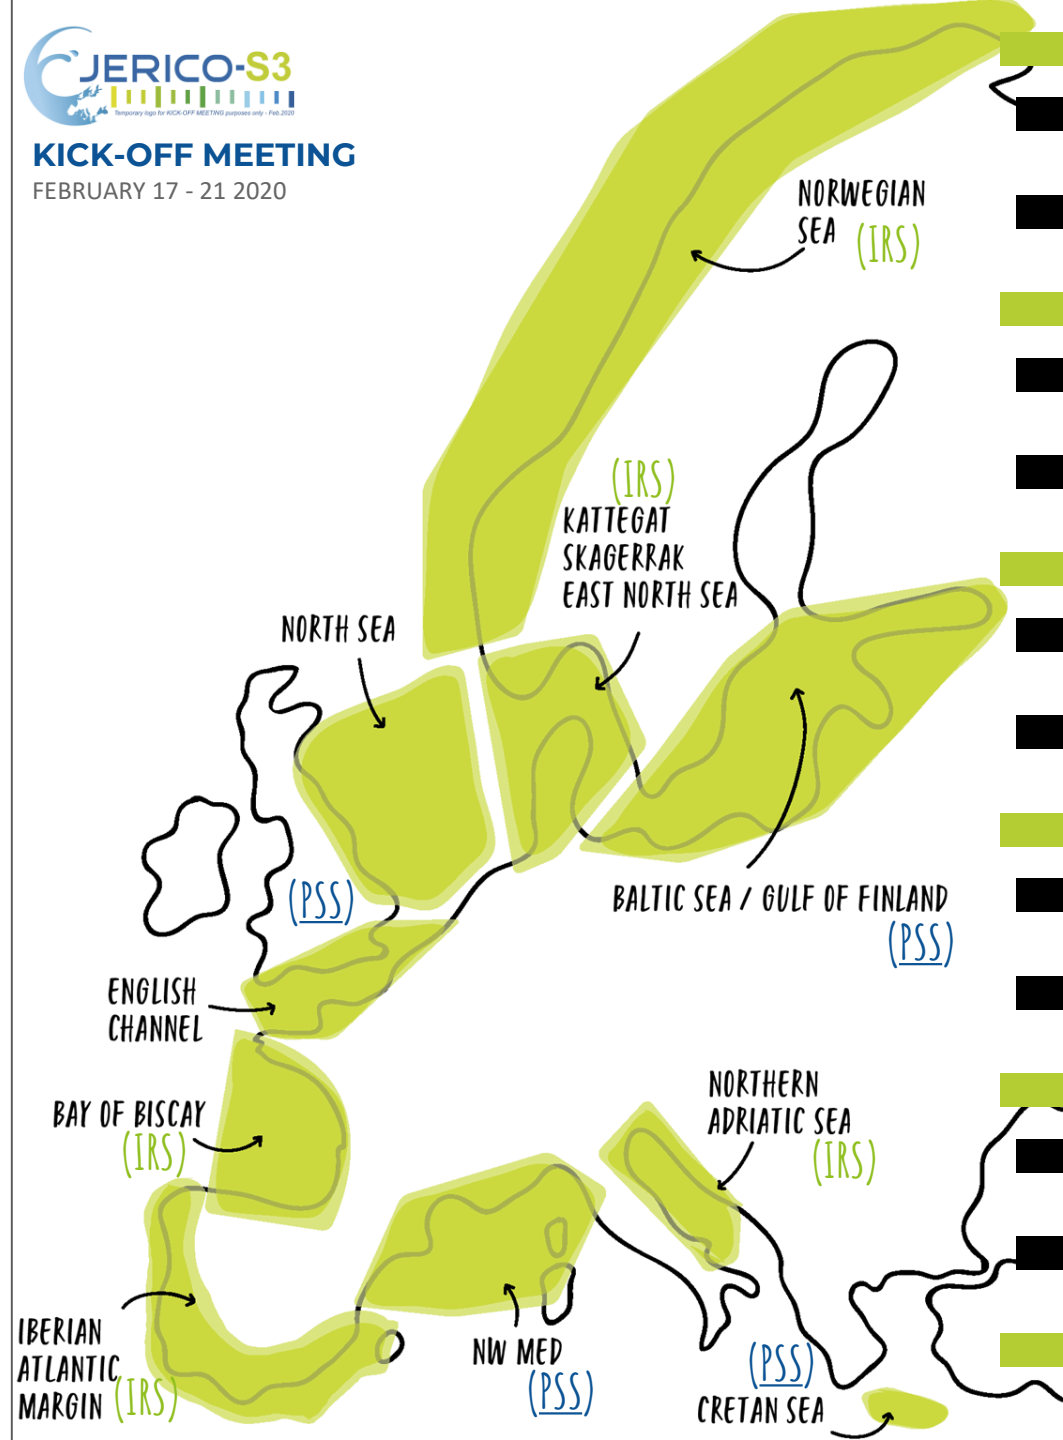 JERICO-S3
Temporary logo for KICK-OFF MEETING purposes only - Feb.2020
KICK-OFF MEETING
FEBRUARY 17 - 21 2020
NORWEGIAN
SEA (IRS)
(IRS)
KATTEGAT
SKAGERRAK
EAST NORTH SEA
NORTH SEA
(PSS)
BALTIC SEA / GULF OF FINLAND
(PSS)
ENGLISH
CHANNEL
BAY OF BISCAY
(IRS)
NORTHERN
ADRIATIC SEA
(IRS)
IBERIAN
ATLANTIC
MARGIN (IRS)
NW MED
(PSS)
(PSS)
CRETAN SEA